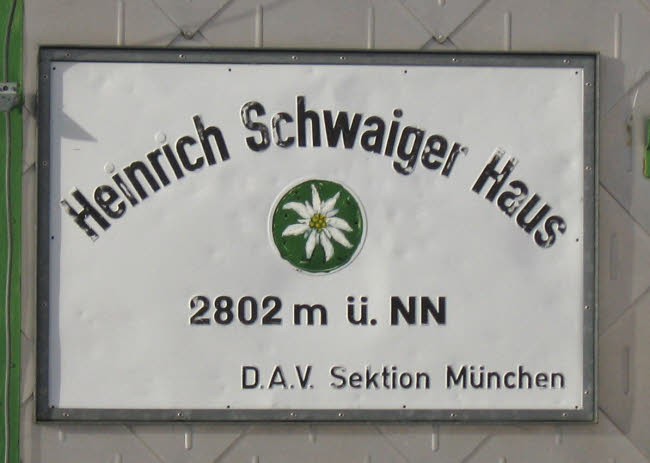 Heinrich Schwaiger Haus
2802 m ü. NN
D.A.V. Sektion München